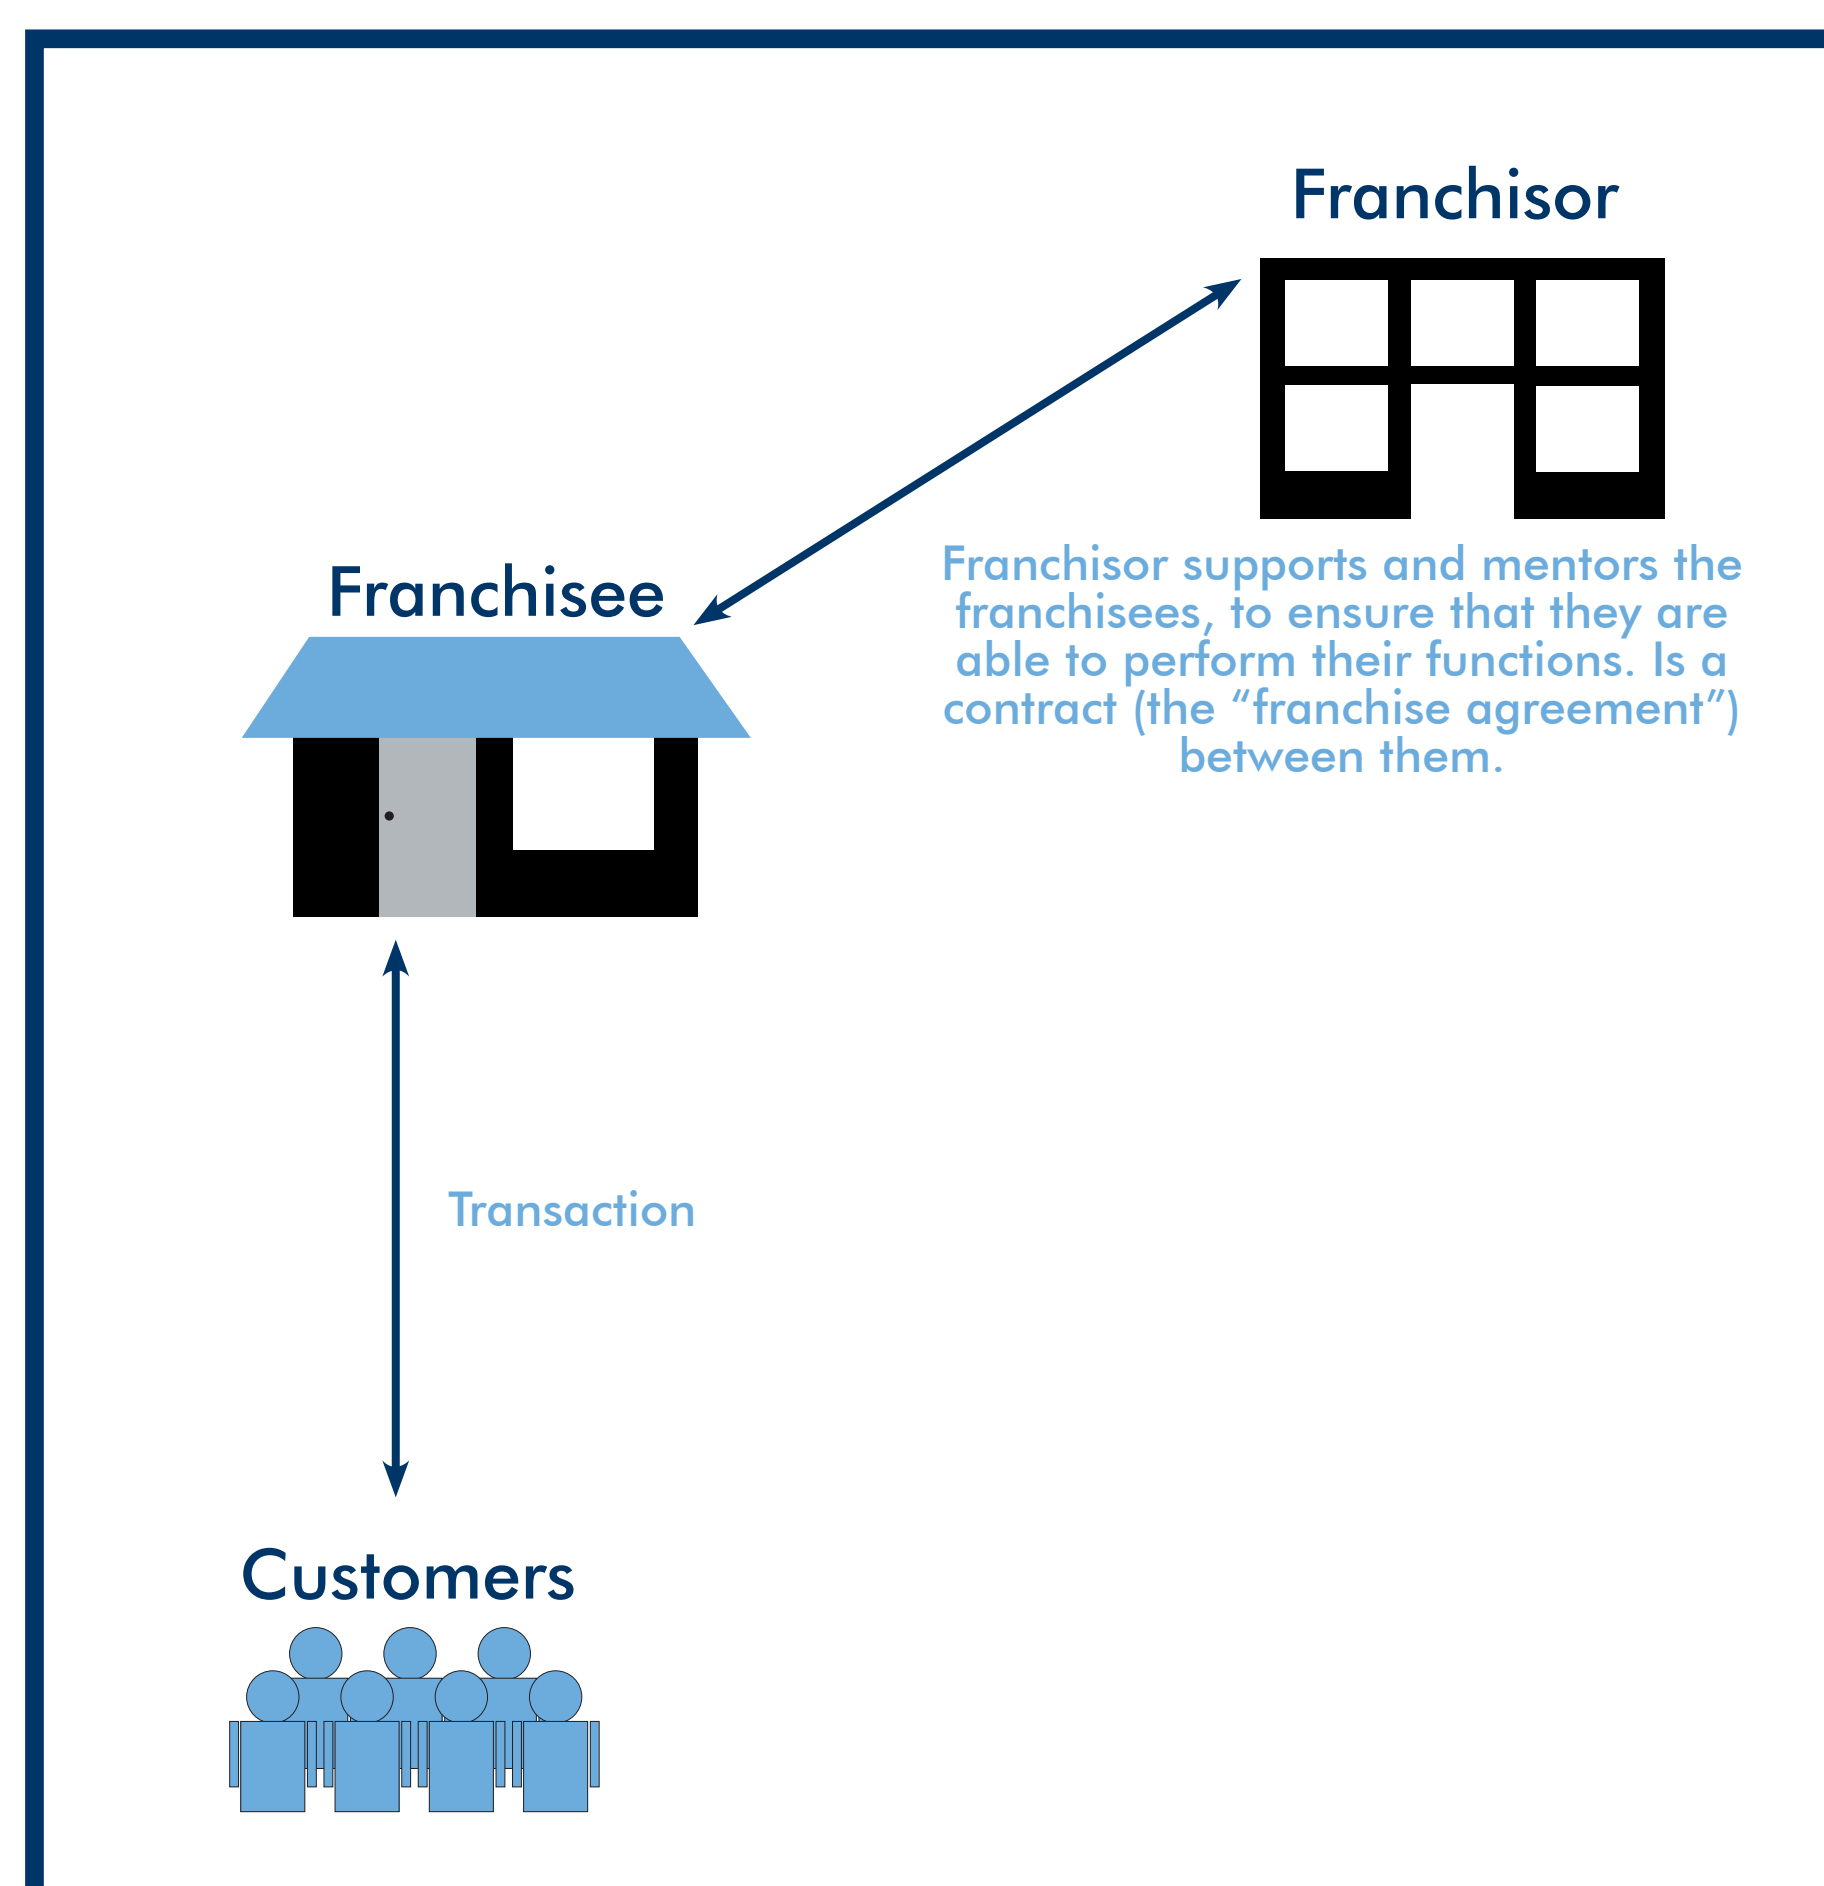 Franchisor
Franchisee
Franchisor supports and mentors the
franchisees, to ensure that they are
able to perform their functions. Is a
contract (the “franchise agreement”)
between them.
Transaction
Customers